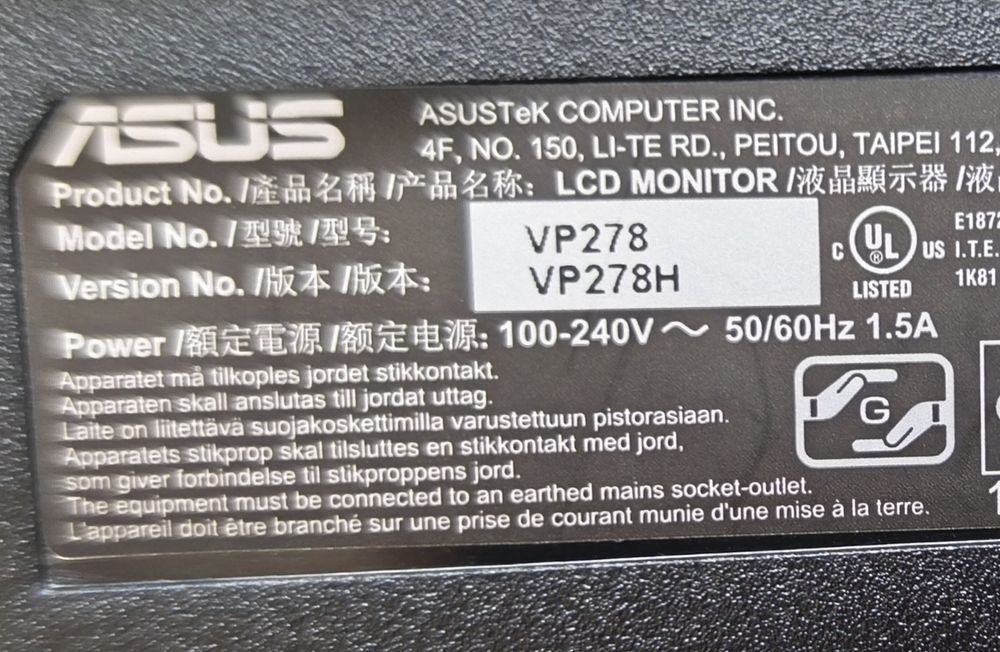 ASUS
ASUSTeK COMPUTER INC.
4F, NO. 150, LI-TE RD., PEITOU, TAIPEI 112,
Product No. /產品名稱 /产品名称: LCD MONITOR /液晶顯示器 /液
Model No. /型號 /型号: VP278
Version No. /版本 /版本: VP278H
C UL ® US
LISTED
E1872
I.T.E.
1K81
Power /額定電源 /额定电源: 100-240V～ 50/60Hz 1.5A
Apparatet må tilkoples jordet stikkontakt.
Apparaten skall anslutas till jordat uttag.
Laite on liitettävä suojakoskettimilla varustettuun pistorasiaan.
Apparatets stikprop skal tilsluttes en stikkontakt med jord,
som giver forbindelse til stikproppens jord.
The equipment must be connected to an earthed mains socket-outlet.
L'appareil doit être branché sur une prise de courant munie d'une mise à la terre.
G